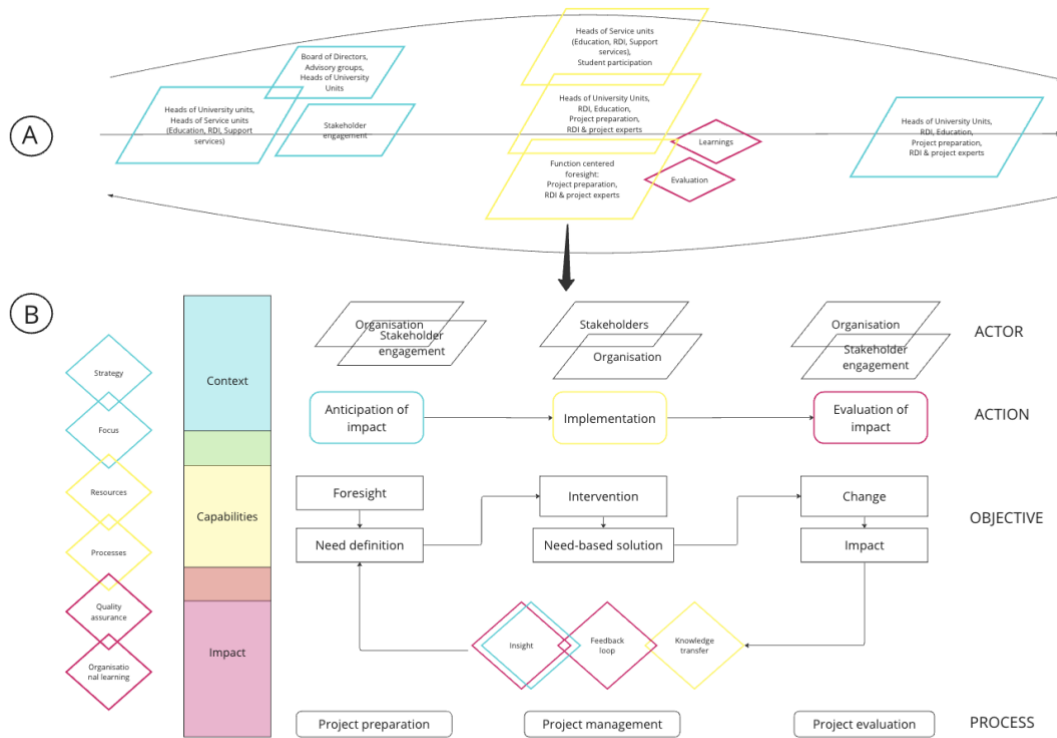 A
Heads of University units,
Heads of Service units
(Education, RDI, Support
services)
Board of Directors,
Advisory groups,
Heads of University
Units
Stakeholder
engagement
Heads of Service units
(Education, RDI, Support
services),
Student participation
Heads of University Units,
RDI, Education,
Project preparation,
RDI & project experts
Function centered
foresight:
Project preparation,
RDI & project experts
Learnings
Evaluation
Heads of University Units,
RDI, Education,
Project preparation,
RDI & project experts
B
Strategy
Focus
Resources
Processes
Quality
assurance
Organisatio
nal learning
Context
Capabilities
Impact
Organisation
Stakeholder
engagement
Stakeholders
Organisation
Organisation
Stakeholder
engagement
ACTOR
Anticipation of
impact
Implementation
Evaluation of
impact
ACTION
Foresight
Need definition
Intervention
Need-based solution
Change
Impact
OBJECTIVE
Insight
Feedback
loop
Knowledge
transfer
Project preparation
Project management
Project evaluation
PROCESS